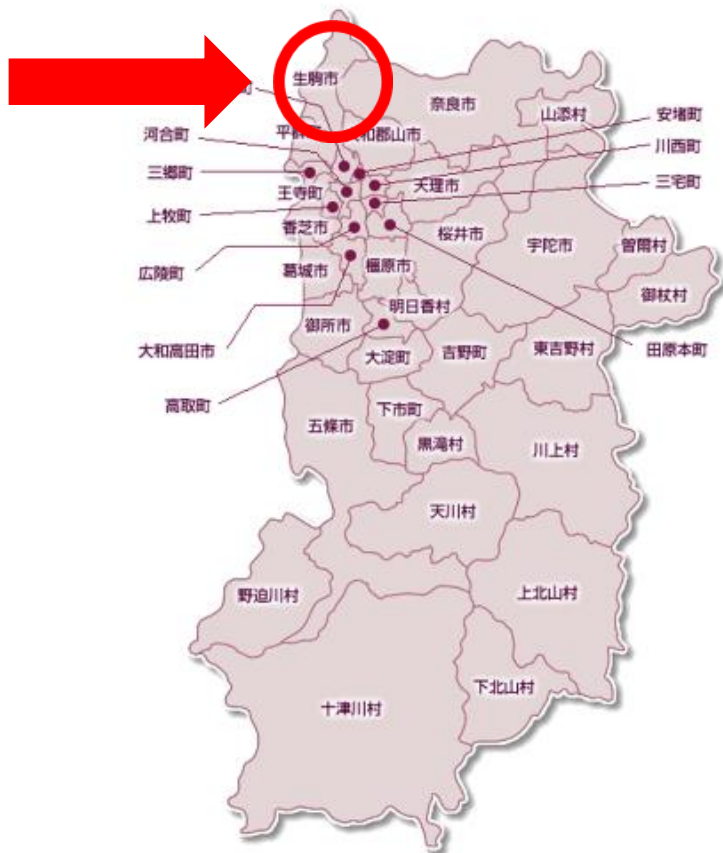 生駒市
町
奈良市
山添村
安堵町
平群町
大和郡山市
河合町
川西町
三郷町
王寺町
天理市
三宅町
上牧町
香芝市
桜井市
宇陀市
曽爾村
広陵町
葛城市
橿原市
御杖村
明日香村
御所市
大和高田市
大淀町
吉野町
東吉野村
田原本町
高取町
下市町
五條市
黒滝村
川上村
天川村
野迫川村
上北山村
下北山村
十津川村